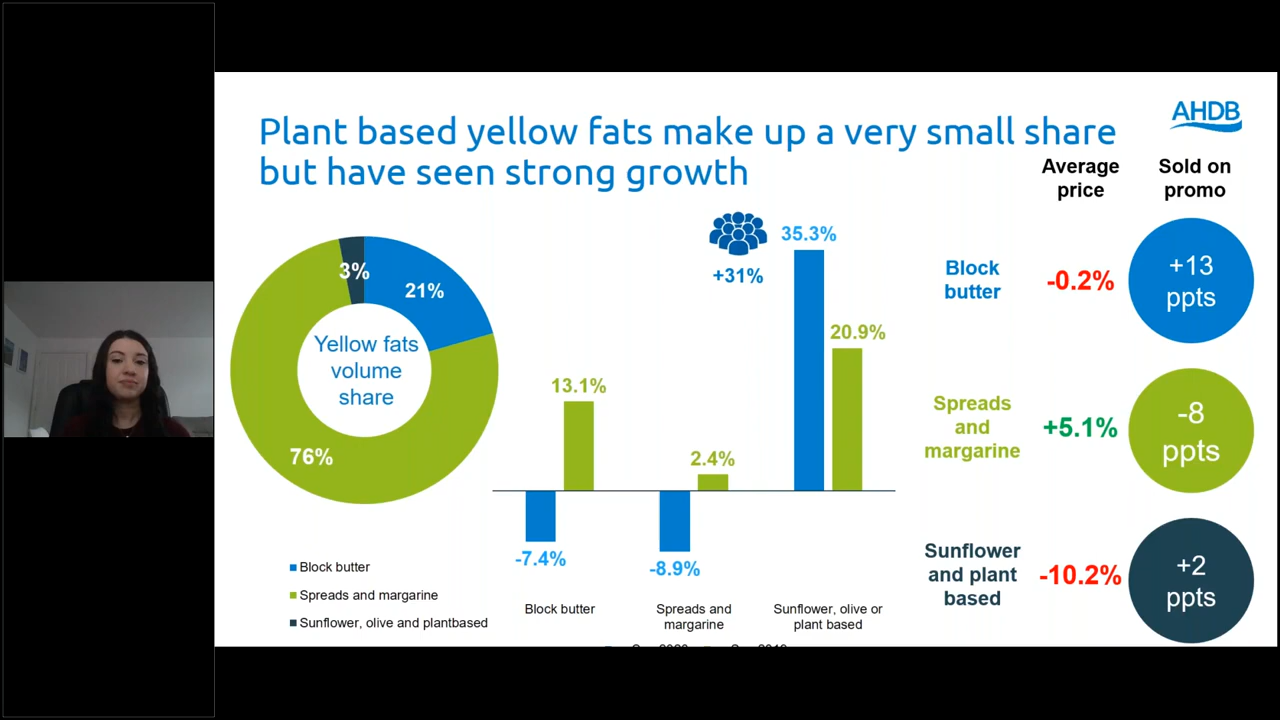 Plant based yellow fats make up a very small share
but have seen strong growth
AHDB
Average
price
Sold on
promo
3%
21%
76%
Yellow fats
volume
share
Block butter
Spreads and margarine
Sunflower, olive and plantbased
+31%
35.3%
20.9%
13.1%
2.4%
-7.4%
-8.9%
Block butter
Spreads and
margarine
Sunflower, olive or
plant based
Block
butter
-0.2%
+13
ppts
Spreads
and
margarine
+5.1%
-8
ppts
Sunflower
and plant
based
-10.2%
+2
ppts